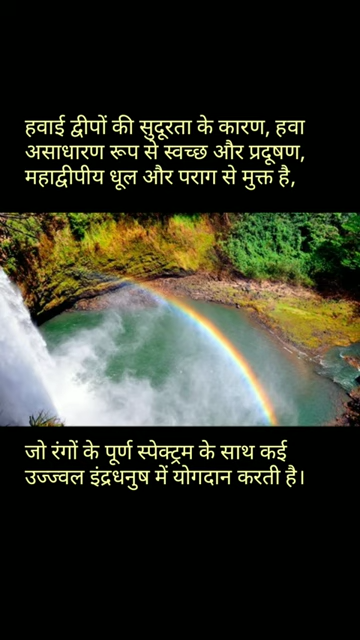 हवाई द्वीपों की सुदूरता के कारण, हवा
असाधारण रूप से स्वच्छ और प्रदूषण,
महाद्वीपीय धूल और पराग से मुक्त है,
जो रंगों के पूर्ण स्पेक्ट्रम के साथ कई
उज्ज्वल इंद्रधनुष में योगदान करती है।